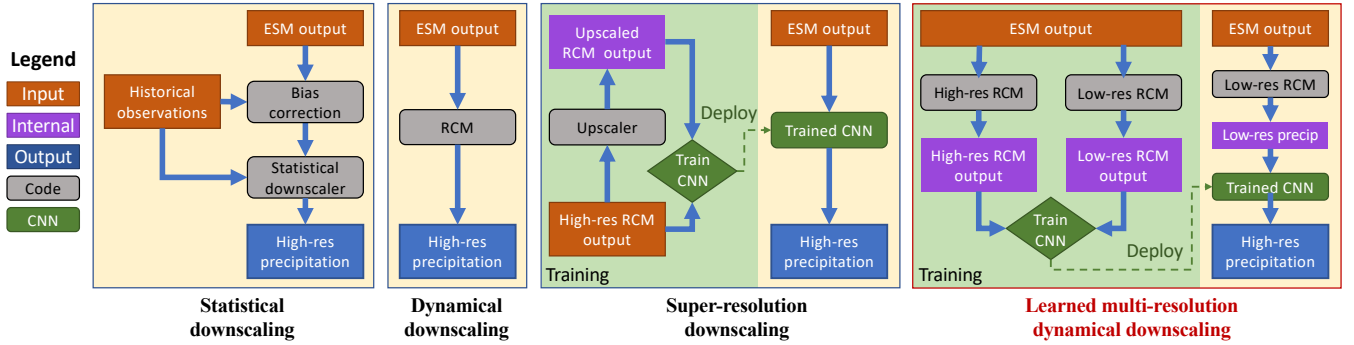 Legend
Input
Internal
Output
Code
CNN
ESM output
Historical
observations
Bias
correction
Statistical
downscaler
High-res
precipitation
Statistical
downscaling
ESM output
RCM
High-res
precipitation
Dynamical
downscaling
Upscaled
RCM output
Upscaler
High-res RCM
output
Train
CNN
Training
Deploy
ESM output
Trained CNN
High-res
precipitation
Super-resolution
downscaling
ESM output
High-res RCM
Low-res RCM
High-res RCM
output
Low-res RCM
output
Train
CNN
Training
Deploy
ESM output
Low-res RCM
Low-res precip
Trained CNN
High-res
precipitation
Learned multi-resolution
dynamical downscaling